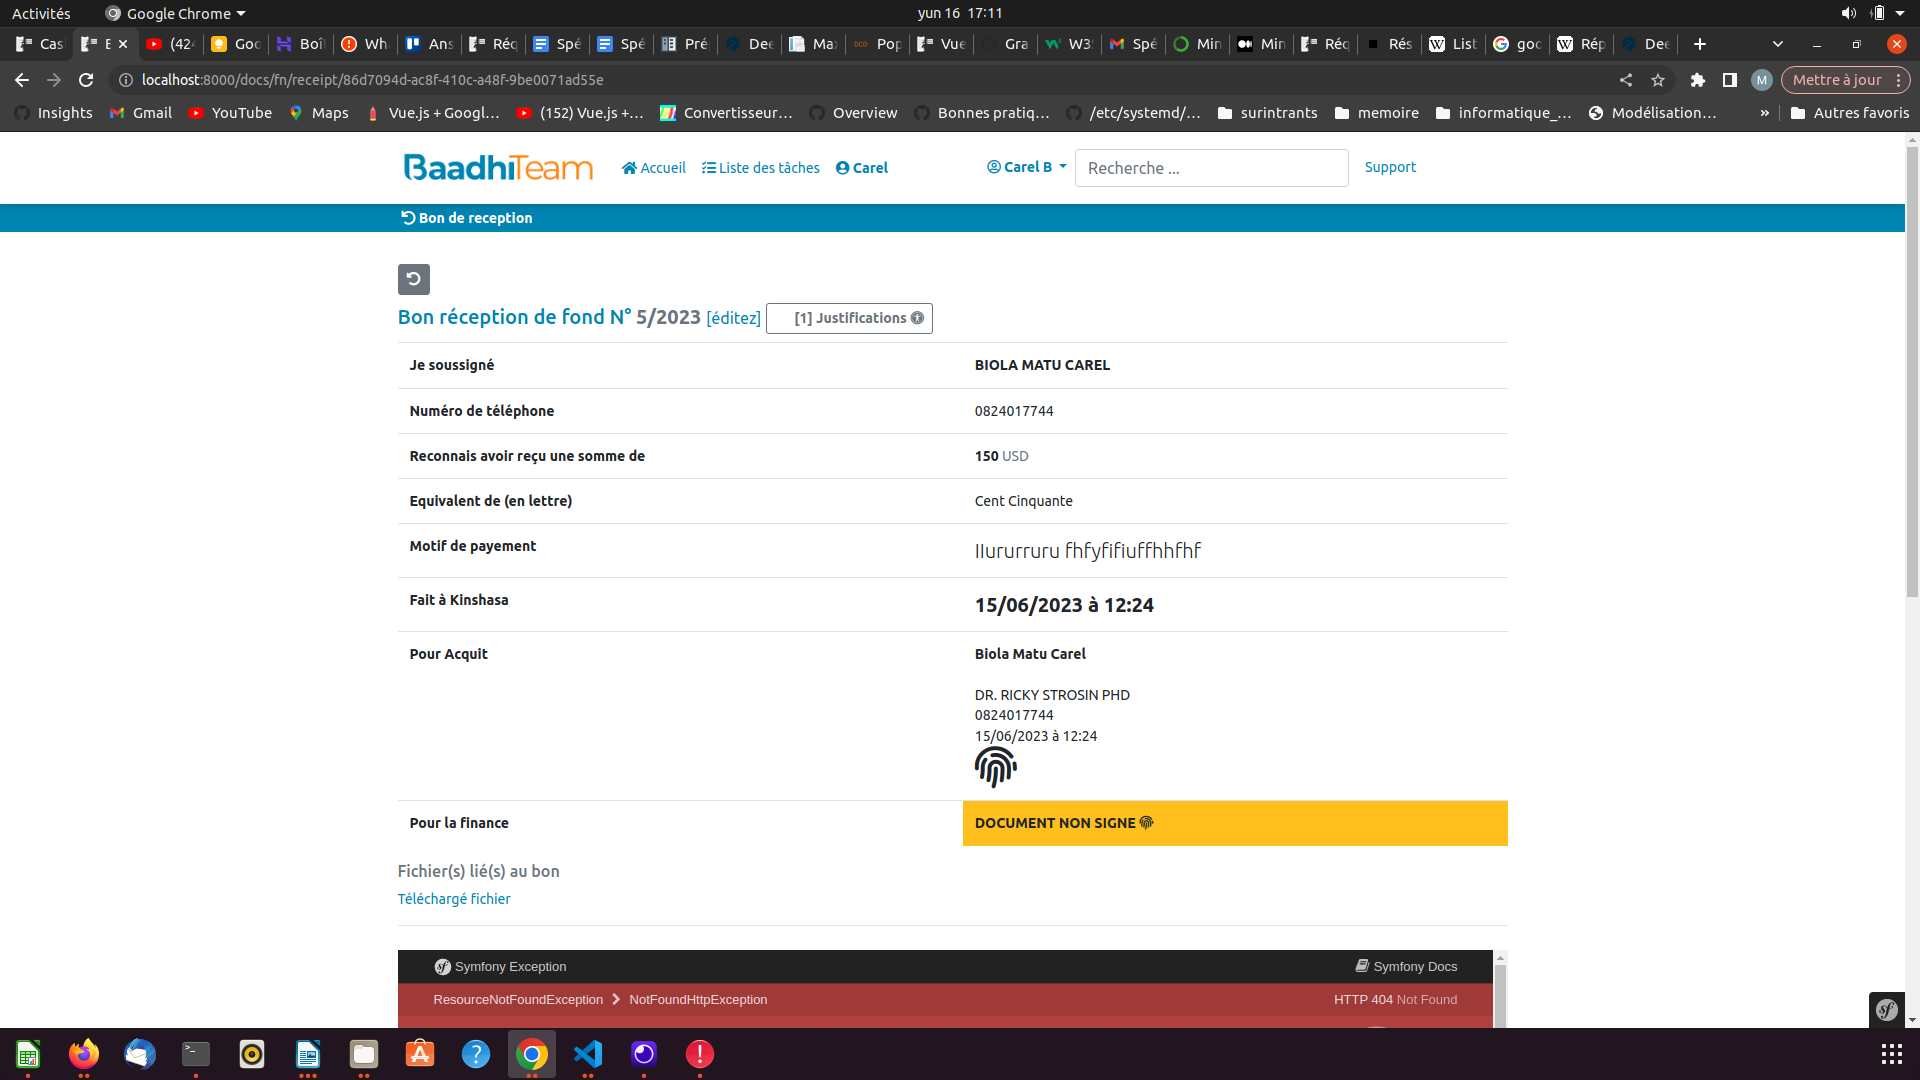 Activités
Google Chrome
yun 16 17:11
Cas
E
(424
Goo
Boît
Wh
Ans
Réq
Spé
Spé
Pré
Dee
Max
Pop
Vue
Gra
W3S
Spé
Min
Min
Réq
Rés
List
goo
Rép
Dee
localhost:8000/docs/fn/receipt/86d7094d-ac8f-410c-a48f-9be0071ad55e
M
Mettre à jour
Insights
Gmail
YouTube
Maps
Vue.js + Googl…
(152) Vue.js +…
Convertisseur…
Overview
Bonnes pratiq…
/etc/systemd/…
surintrants
memoire
informatique_…
Modélisation…
»
Autres favoris
BaadhiTeam
Accueil
Liste des tâches
Carel
Carel B
Recherche ...
Support
Bon de reception
Bon réception de fond N° 5/2023 [éditez] [1] Justifications
Je soussigné BIOLA MATU CAREL
Numéro de téléphone 0824017744
Reconnais avoir reçu une somme de 150 USD
Equivalent de (en lettre) Cent Cinquante
Motif de payement IIururruru fhfyfifiuffhhfhf
Fait à Kinshasa 15/06/2023 à 12:24
Pour Acquit Biola Matu Carel
DR. RICKY STROSIN PHD
0824017744
15/06/2023 à 12:24
Pour la finance DOCUMENT NON SIGNE
Fichier(s) lié(s) au bon
Téléchargé fichier
Symfony Exception
Symfony Docs
ResourceNotFoundException
NotFoundHttpException
HTTP 404 Not Found